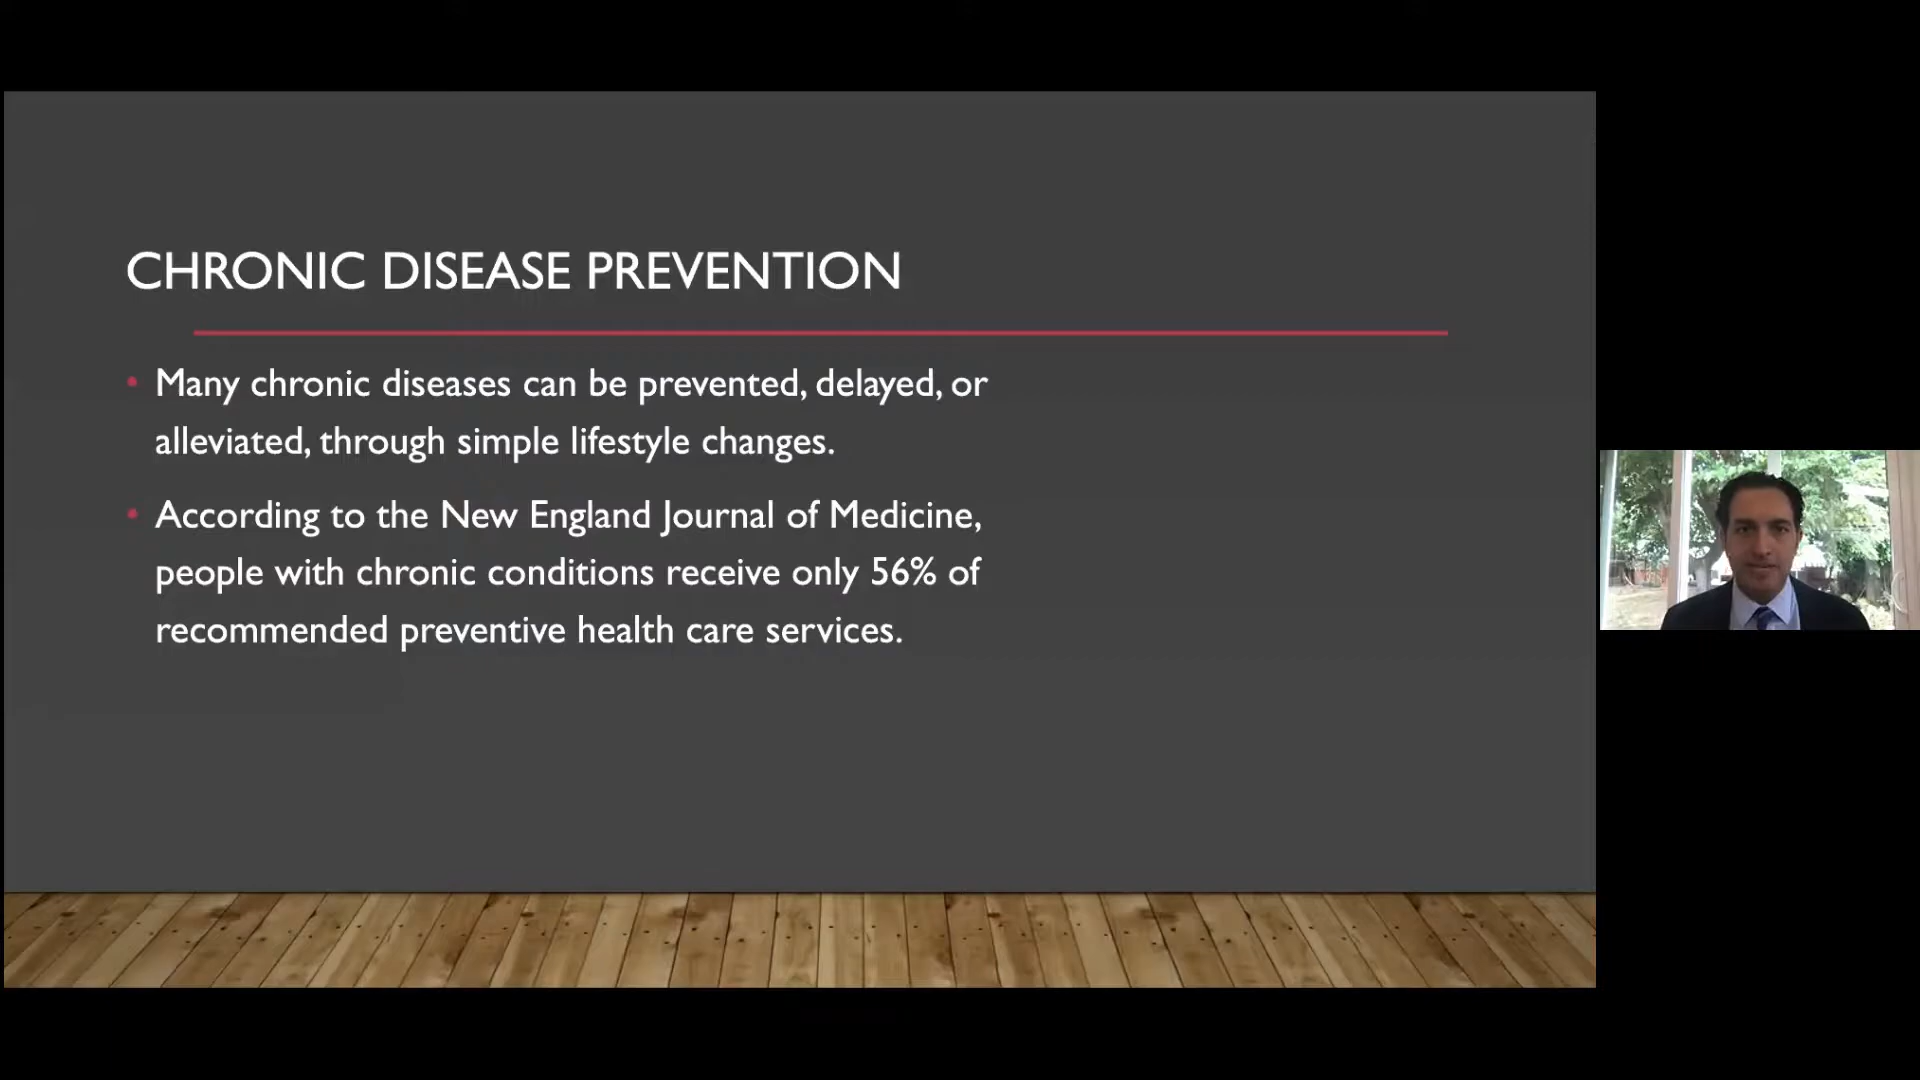 CHRONIC DISEASE PREVENTION
• Many chronic diseases can be prevented, delayed, or
alleviated, through simple lifestyle changes.
• According to the New England Journal of Medicine,
people with chronic conditions receive only 56% of
recommended preventive health care services.